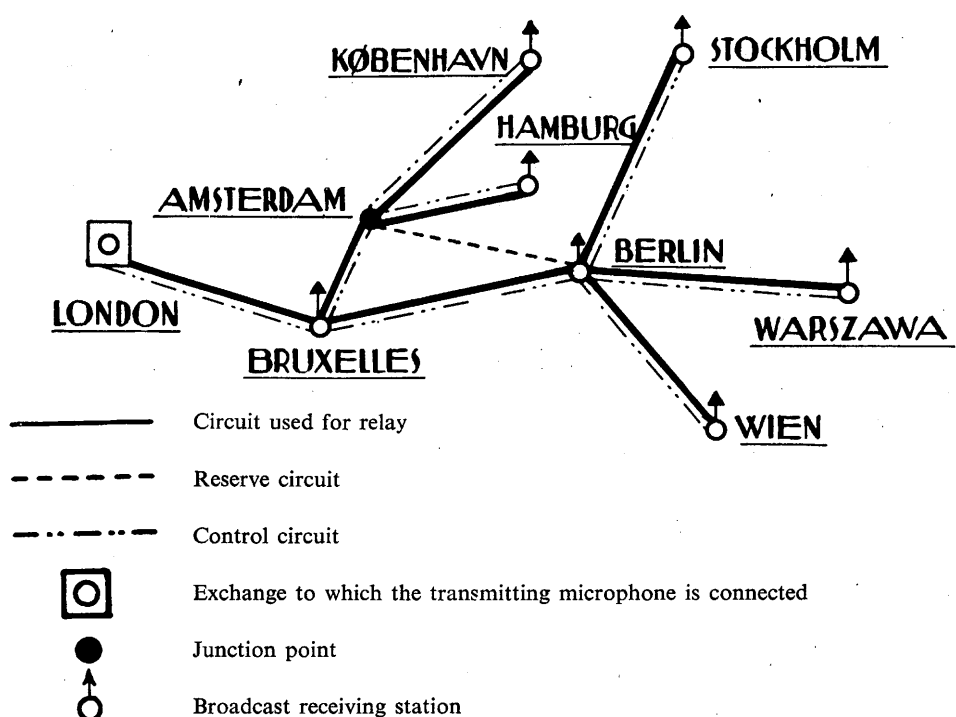 KØBENHAVN
STOCKHOLM
HAMBURG
AMSTERDAM
BERLIN
LONDON
WARSZAWA
BRUXELLES
WIEN
Circuit used for relay
Reserve circuit
Control circuit
Exchange to which the transmitting microphone is connected
Junction point
Broadcast receiving station